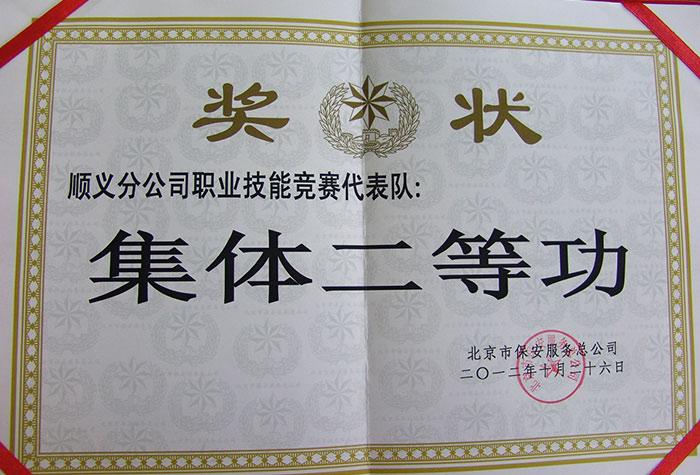 奖 状
顺义分公司职业技能竞赛代表队:
集体二等功
北京市保安服务总公司
二〇一二年十月二十六日